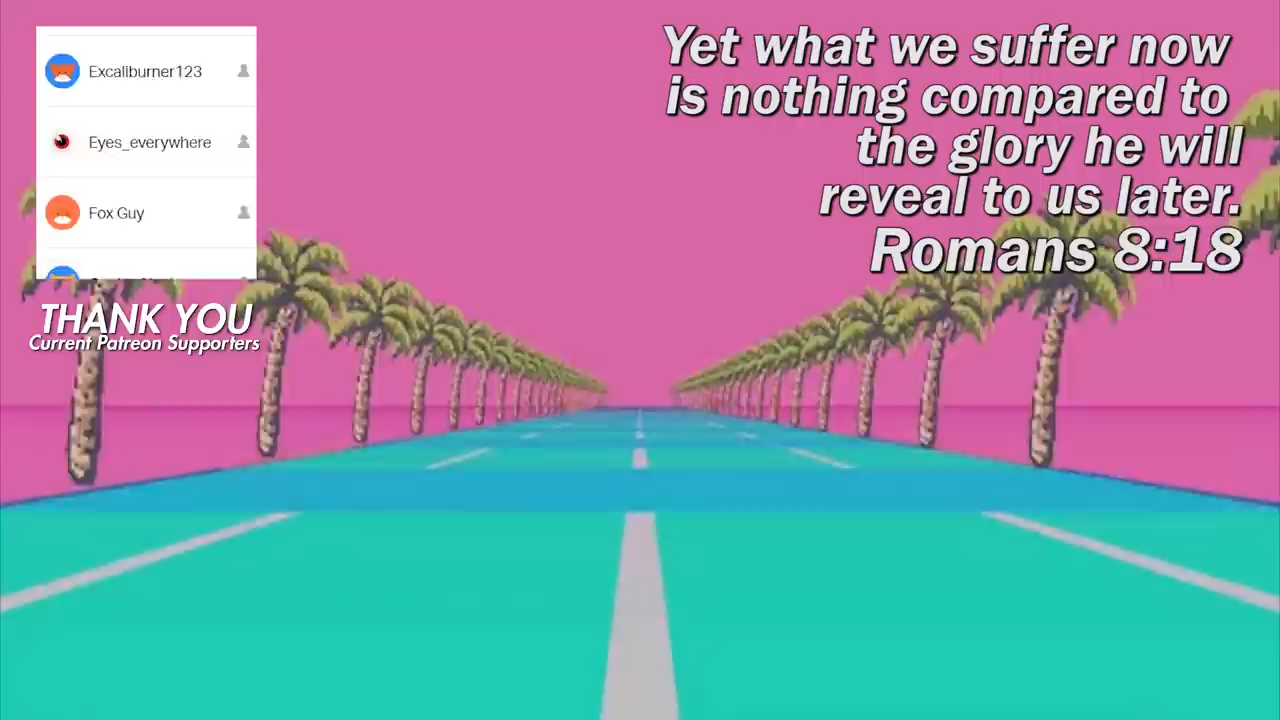 Excaliburner123
Eyes_everywhere
Fox Guy
THANK YOU
Current Patreon Supporters
Yet what we suffer now
is nothing compared to
the glory he will
reveal to us later.
Romans 8:18